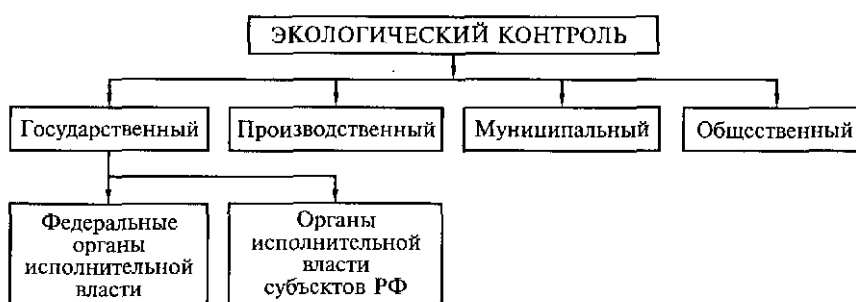 ЭКОЛОГИЧЕСКИЙ КОНТРОЛЬ
Государственный
Производственный
Муниципальный
Общественный
Федеральные
органы
исполнительной
власти
Органы
исполнительной
власти
субъектов РФ